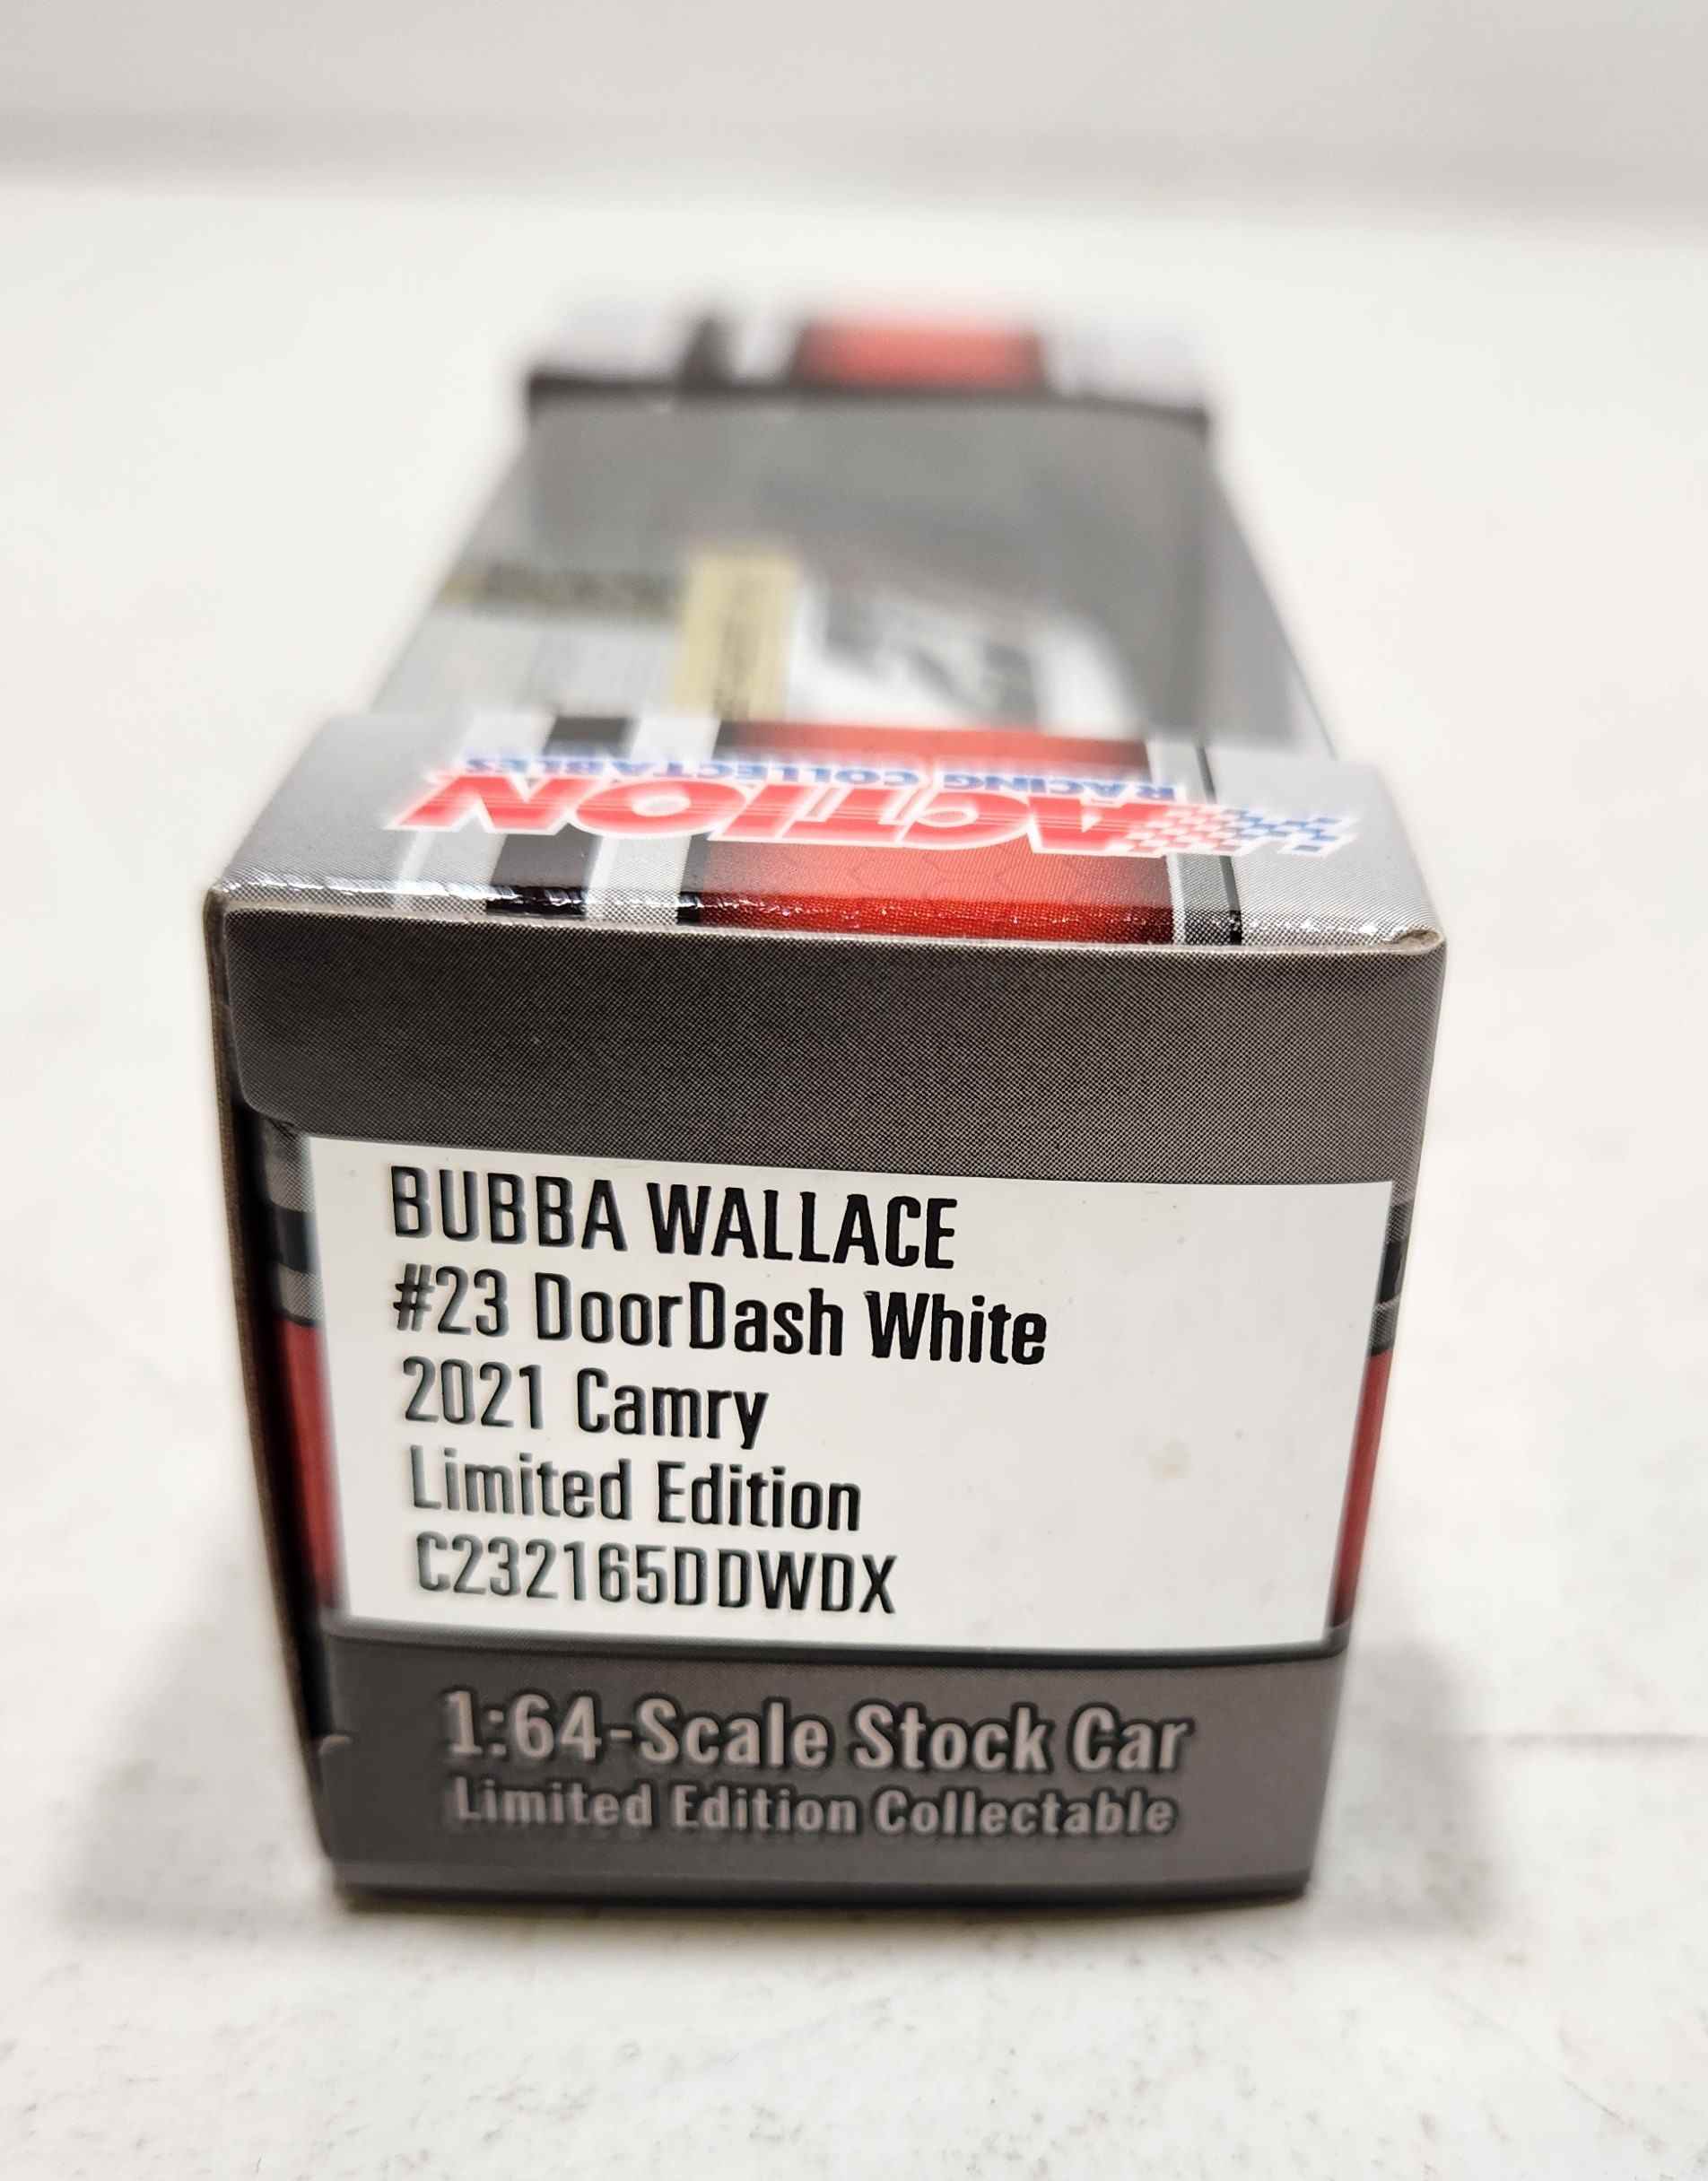 ACTION
RACING COLLECTABLES
BUBBA WALLACE
#23 DoorDash White
2021 Camry
Limited Edition
C232165DDWDX
1:64-Scale Stock Car
Limited Edition Collectable